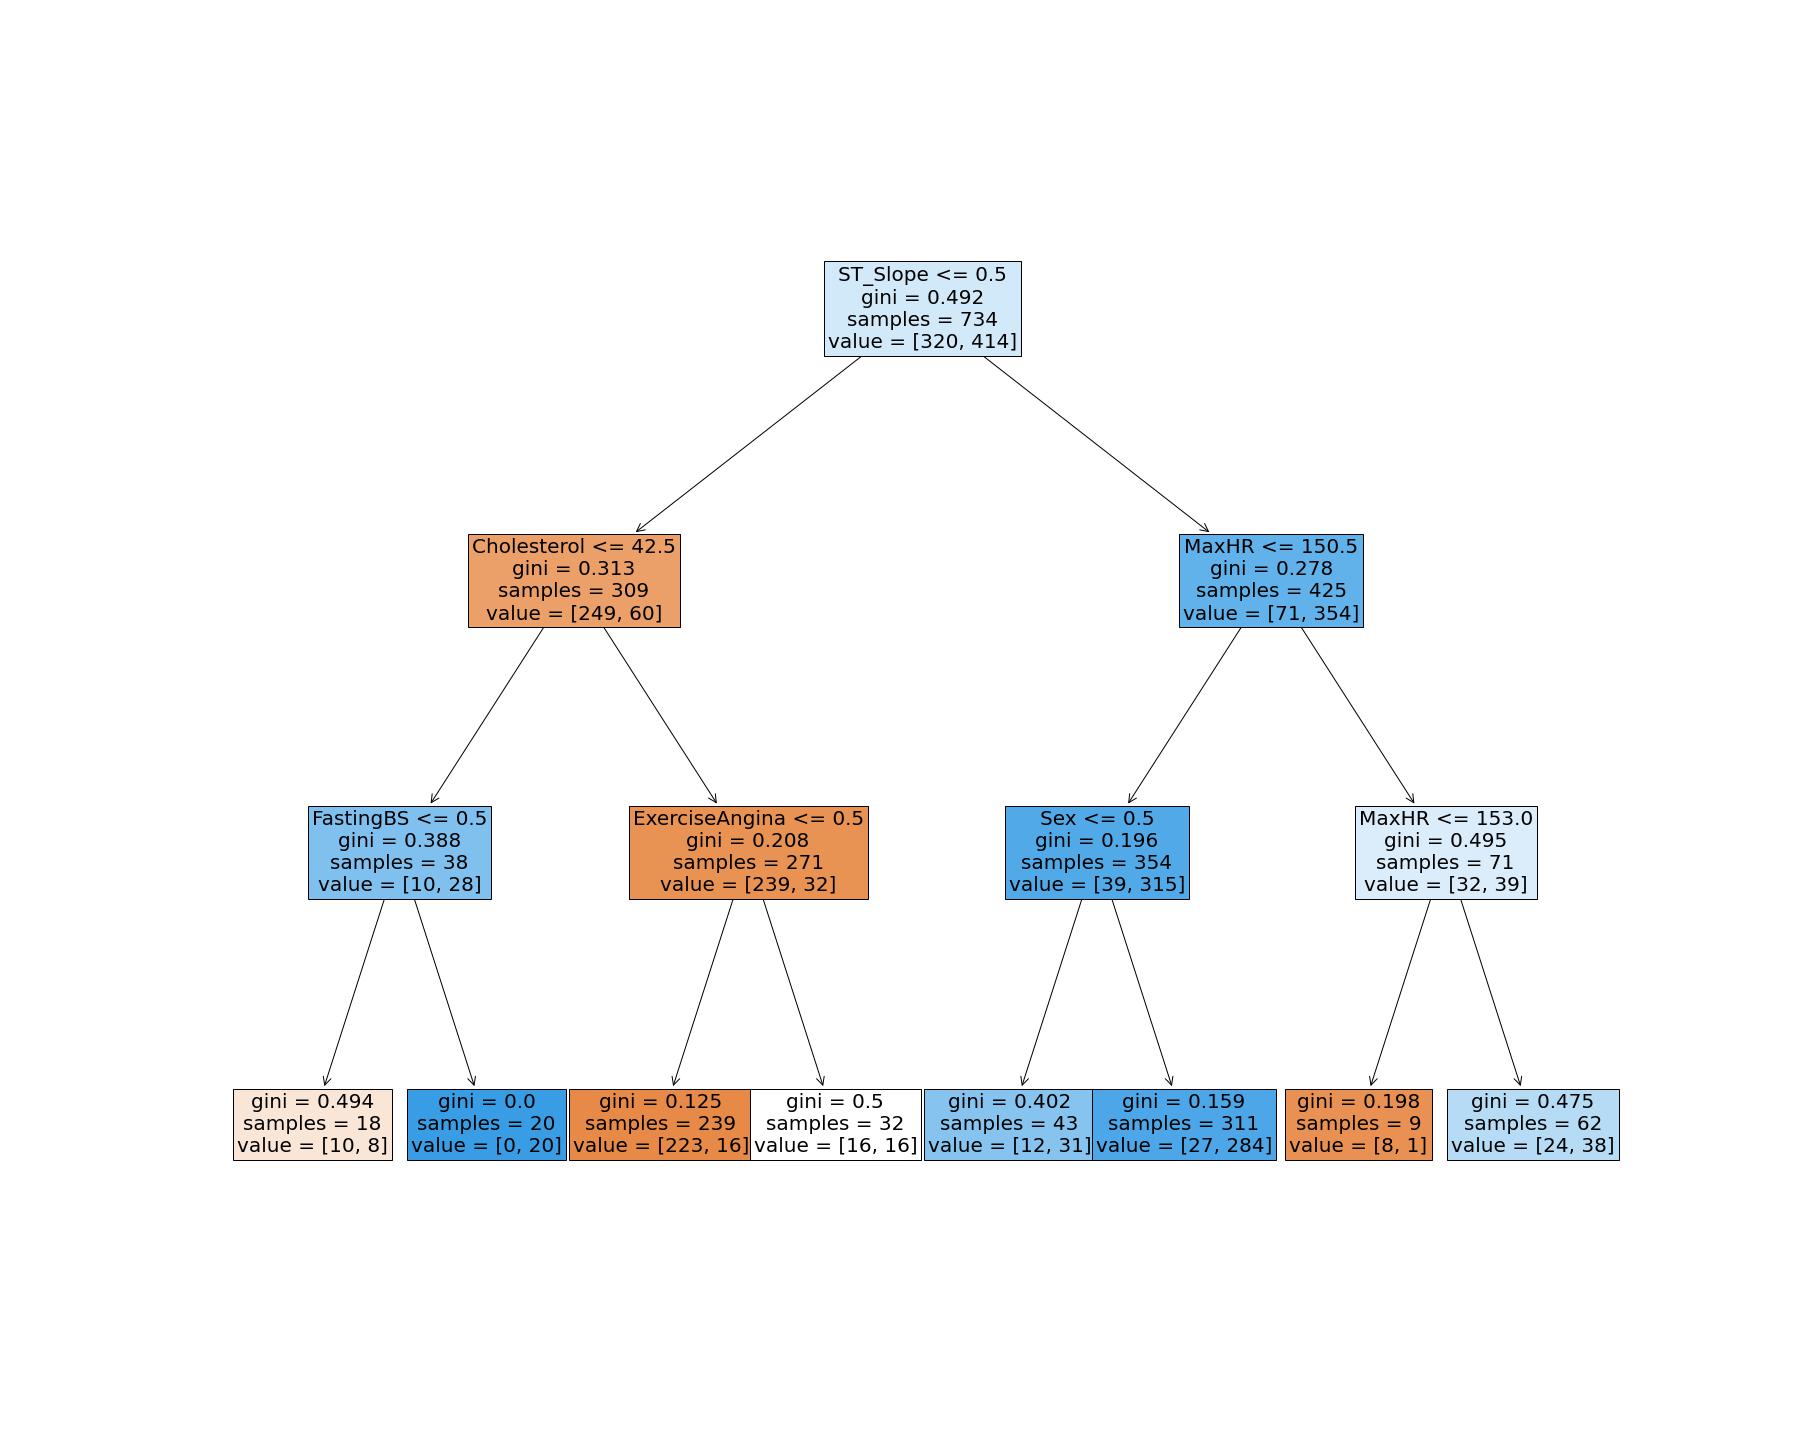 ST_Slope <= 0.5
gini = 0.492
samples = 734
value = [320, 414]
Cholesterol <= 42.5
gini = 0.313
samples = 309
value = [249, 60]
MaxHR <= 150.5
gini = 0.278
samples = 425
value = [71, 354]
FastingBS <= 0.5
gini = 0.388
samples = 38
value = [10, 28]
ExerciseAngina <= 0.5
gini = 0.208
samples = 271
value = [239, 32]
Sex <= 0.5
gini = 0.196
samples = 354
value = [39, 315]
MaxHR <= 153.0
gini = 0.495
samples = 71
value = [32, 39]
gini = 0.494
samples = 18
value = [10, 8]
gini = 0.0
samples = 20
value = [0, 20]
gini = 0.125
samples = 239
value = [223, 16]
gini = 0.5
samples = 32
value = [16, 16]
gini = 0.402
samples = 43
value = [12, 31]
gini = 0.159
samples = 311
value = [27, 284]
gini = 0.198
samples = 9
value = [8, 1]
gini = 0.475
samples = 62
value = [24, 38]